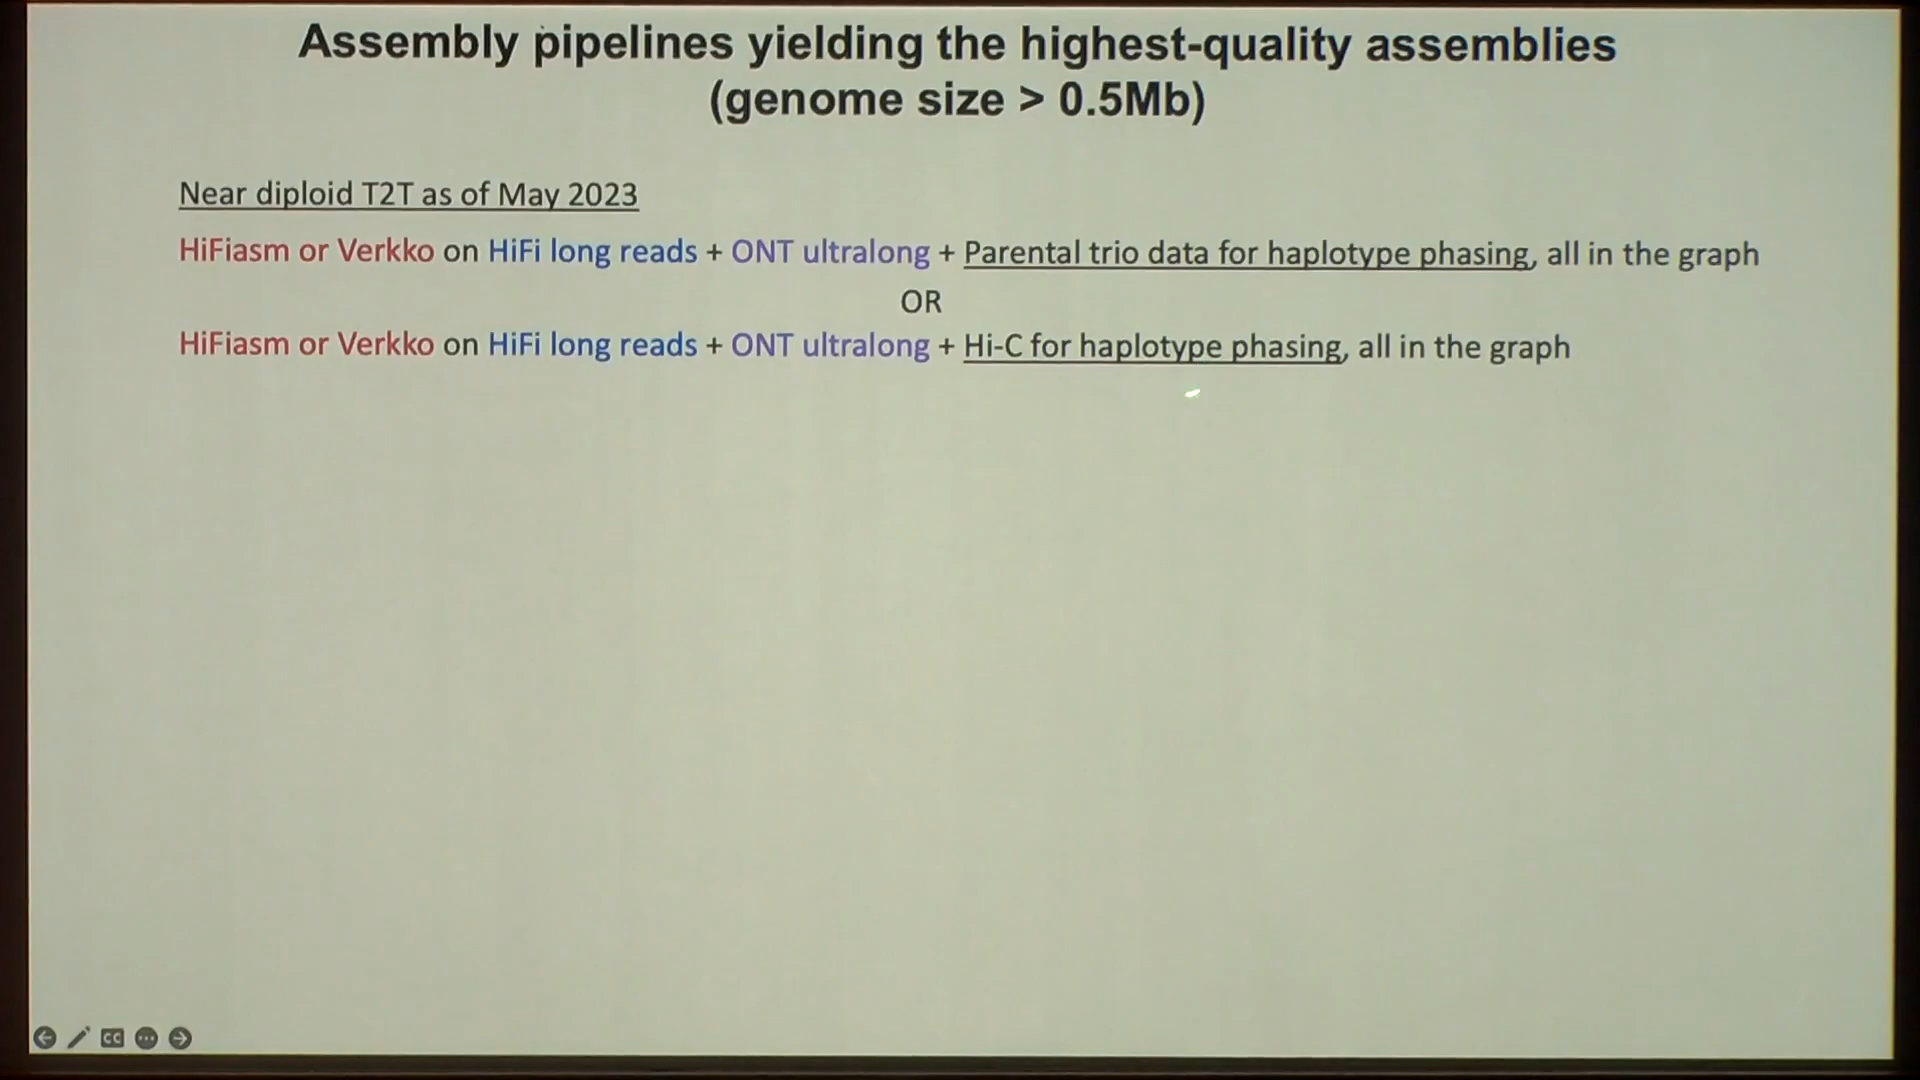 Assembly pipelines yielding the highest-quality assemblies
(genome size > 0.5Mb)
Near diploid T2T as of May 2023
HiFiasm or Verkko on HiFi long reads + ONT ultralong + Parental trio data for haplotype phasing, all in the graph
OR
HiFiasm or Verkko on HiFi long reads + ONT ultralong + Hi-C for haplotype phasing, all in the graph
CC